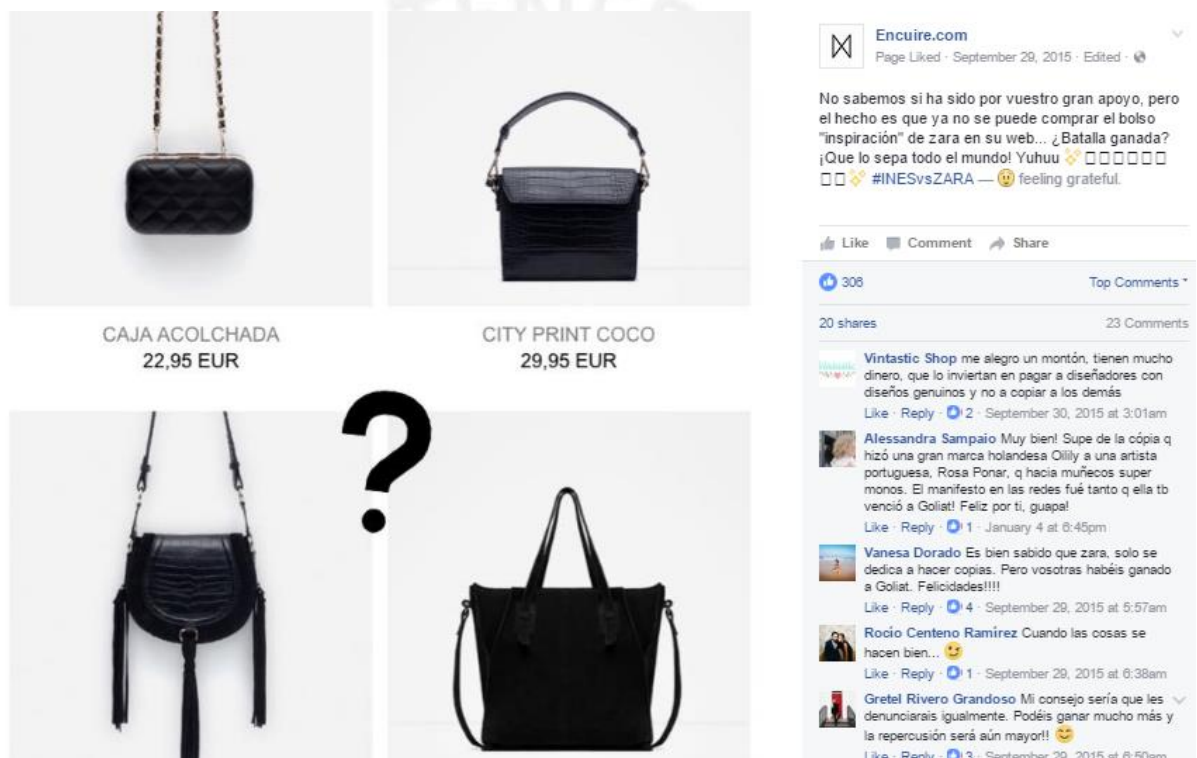 CAJA ACOLCHADA
22,95 EUR
CITY PRINT COCO
29,95 EUR
?
Encuire.com
Page Liked · September 29, 2015 · Edited ·
No sabemos si ha sido por vuestro gran apoyo, pero
el hecho es que ya no se puede comprar el bolso
"inspiración" de zara en su web... ¿Batalla ganada?
¡Que lo sepa todo el mundo! Yuhuu ✨ □□□□□□
□□✨ #INESvsZARA — feeling grateful.
Like Comment Share
306 Top Comments
20 shares 23 Comments
Vintastic Shop me alegro un montón, tienen mucho
dinero, que lo inviertan en pagar a diseñadores con
diseños genuinos y no a copiar a los demás
Like · Reply · 2 · September 30, 2015 at 3:01am
Alessandra Sampaio Muy bien! Supe de la cópia q
hizó una gran marca holandesa Oilily a una artista
portuguesa, Rosa Ponar, q hacia muñecos super
monos. El manifesto en las redes fué tanto q ella tb
venció a Goliat! Feliz por ti, guapa!
Like · Reply · 1 · January 4 at 6:45pm
Vanesa Dorado Es bien sabido que zara, solo se
dedica a hacer copias. Pero vosotras habéis ganado
a Goliat. Felicidades!!!!
Like · Reply · 4 · September 29, 2015 at 5:57am
Rocío Centeno Ramírez Cuando las cosas se
hacen bien... 😉
Like · Reply · 1 · September 29, 2015 at 6:38am
Gretel Rivero Grandoso Mi consejo sería que les
denunciarais igualmente. Podéis ganar mucho más y
la repercusión será aún mayor!! 😊
Like · Reply · 3 · September 29, 2015 at 6:50am